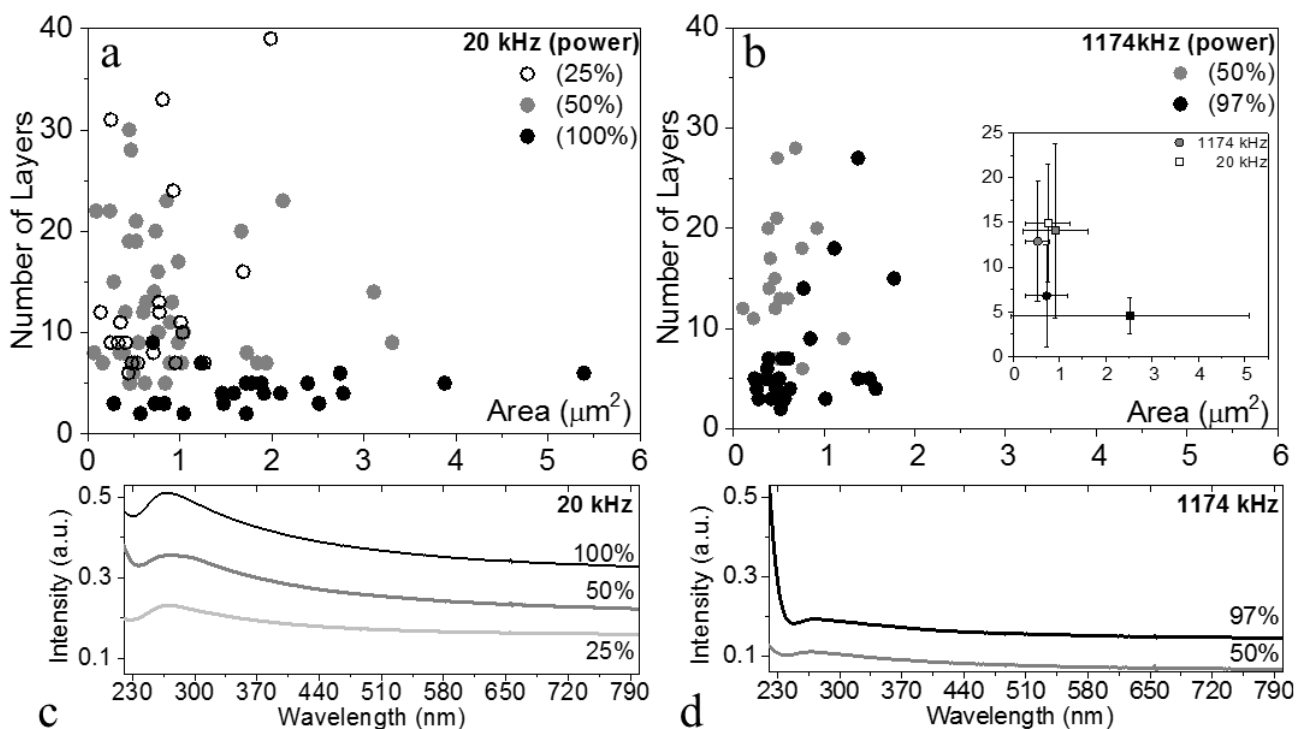 a
20 kHz (power)
(25%)
(50%)
(100%)
Number of Layers
40
30
20
10
0
Area (μm²)
0 1 2 3 4 5 6
b
1174kHz (power)
(50%)
(97%)
Number of Layers
40
30
20
10
0
25
20
15
10
5
0
1174 kHz
20 kHz
0 1 2 3 4 5
Area (μm²)
0 1 2 3 4 5 6
20 kHz
100%
50%
25%
Intensity (a.u.)
0.5
0.3
0.1
230 300 370 440 510 580 650 720 790
c
Wavelength (nm)
1174 kHz
97%
50%
Intensity (a.u.)
0.5
0.3
0.1
230 300 370 440 510 580 650 720 790
d
Wavelength (nm)